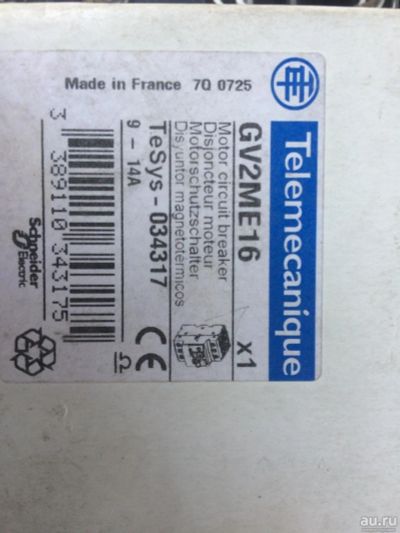 Made in France 7Q 0725
Telemecanique
GV2ME16
x1
Motor circuit breaker
Disjoncteur moteur
Motorschutzschalter
Disjuntor magnetotérmicos
TeSys - 034317
9 - 14A
CE
Ω
3 389110 343175
Schneider
Electric
au.ru